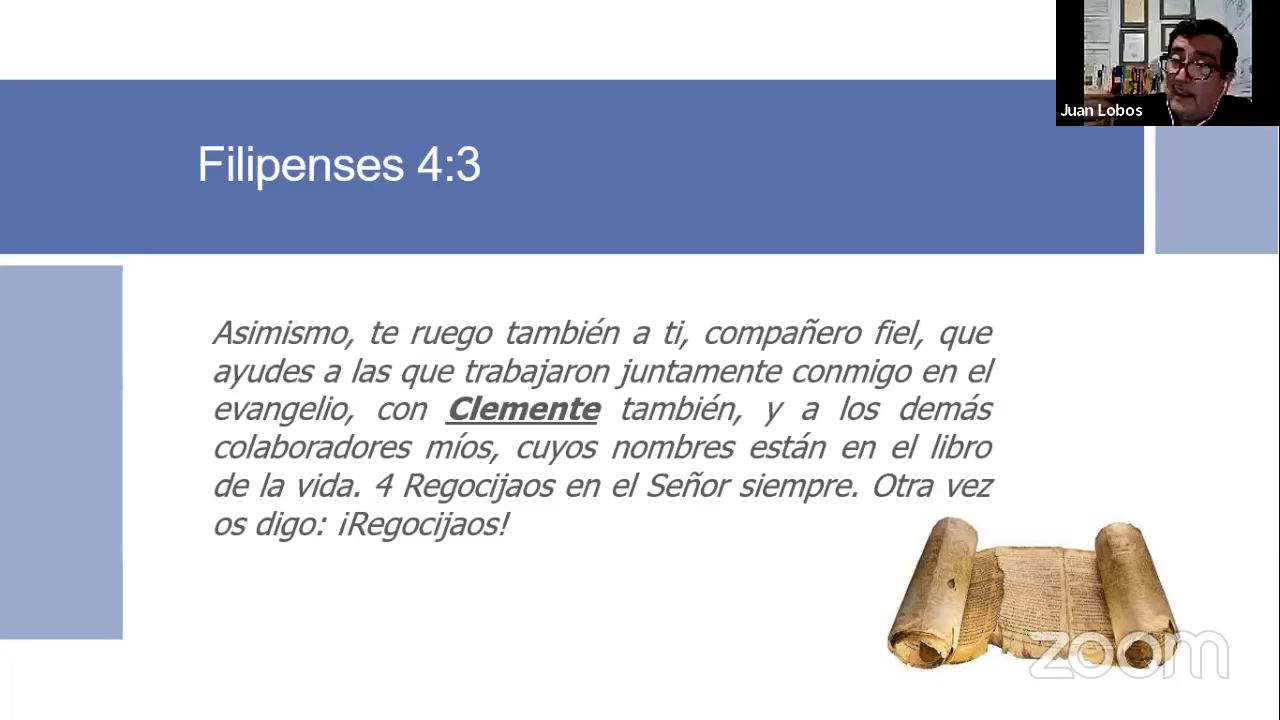 Juan Lobos
Filipenses 4:3
Asimismo, te ruego también a ti, compañero fiel, que
ayudes a las que trabajaron juntamente conmigo en el
evangelio, con Clemente también, y a los demás
colaboradores míos, cuyos nombres están en el libro
de la vida. 4 Regocijaos en el Señor siempre. Otra vez
os digo: ¡Regocijaos!
zoom